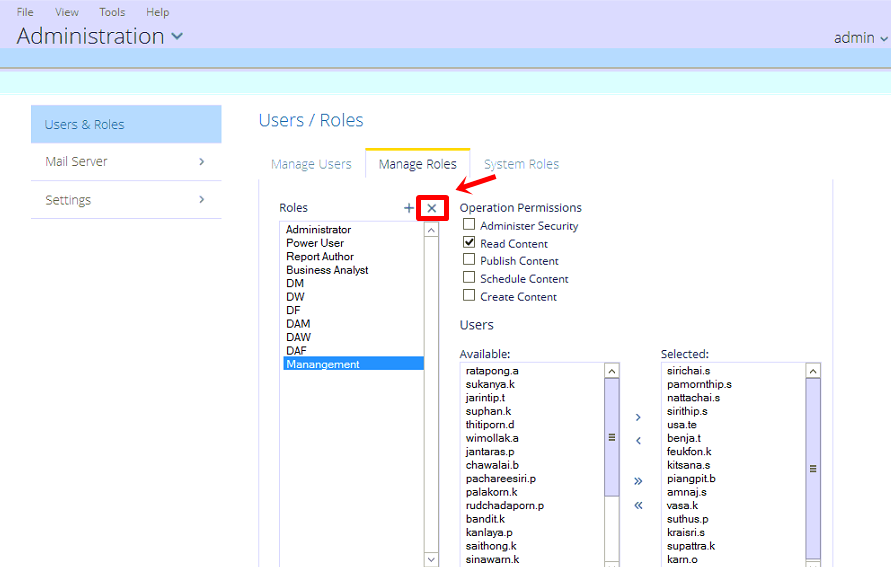 File View Tools Help
Administration
admin
Users & Roles
Mail Server
Settings
Users / Roles
Manage Users Manage Roles System Roles
Roles
Administrator
Power User
Report Author
Business Analyst
DM
DW
DF
DAM
DAW
DAF
Manangement
Operation Permissions
Administer Security
Read Content
Publish Content
Schedule Content
Create Content
Users
Available:
ratapong.a
sukanya.k
jarintip.t
suphan.k
thitiporn.d
wimollak.a
jantaras.p
chawalai.b
pachareesiri.p
palakorn.k
rudchadaporn.p
bandit.k
kanlaya.p
saithong.k
sinawarn.k
Selected:
sirichai.s
pamornthip.s
nattachai.s
sirithip.s
usa.te
benja.t
feukfon.k
kitsana.s
piangpit.b
amnaj.s
vasa.k
suthus.p
kraisri.s
supattra.k
karn.o